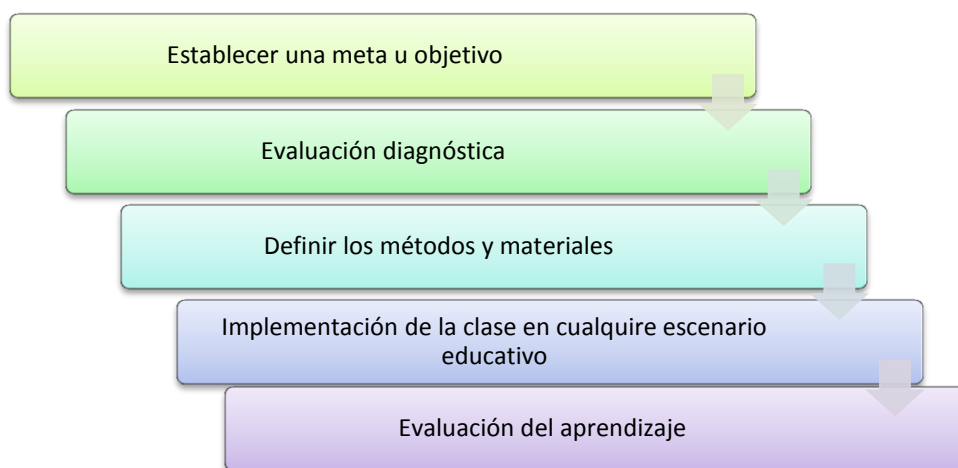 Establecer una meta u objetivo
Evaluación diagnóstica
Definir los métodos y materiales
Implementación de la clase en cualquire escenario
educativo
Evaluación del aprendizaje